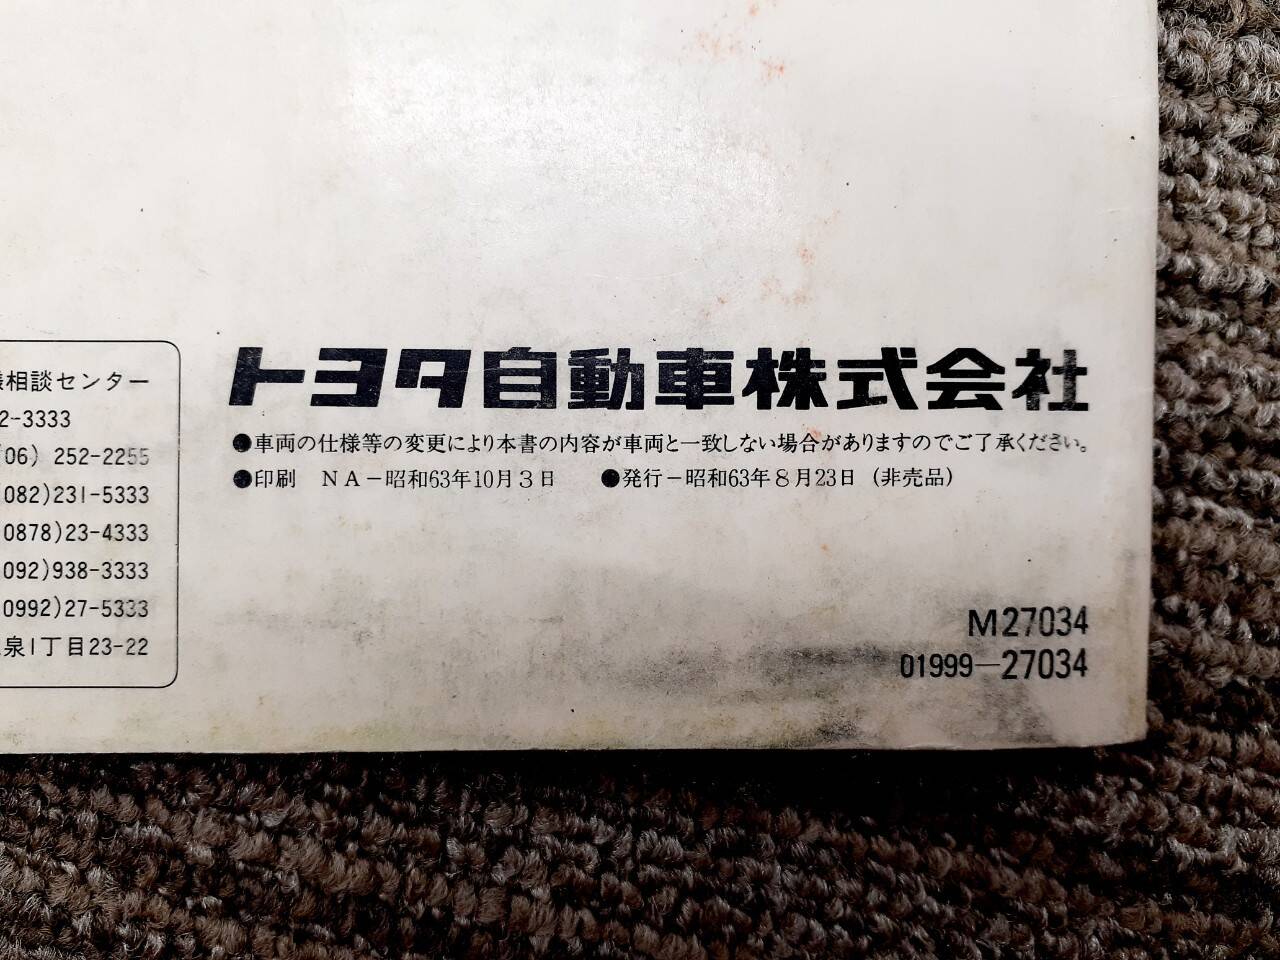 相談センター
2-3333
(06) 252-2255
(082)231-5333
0878)23-4333
092)938-3333
0992)27-5333
泉1丁目23-22
トヨタ自動車株式会社
●車両の仕様等の変更により本書の内容が車両と一致しない場合がありますのでご了承ください。
●印刷 NA-昭和63年10月3日 ●発行-昭和63年8月23日 (非売品)
M27034
01999-27034